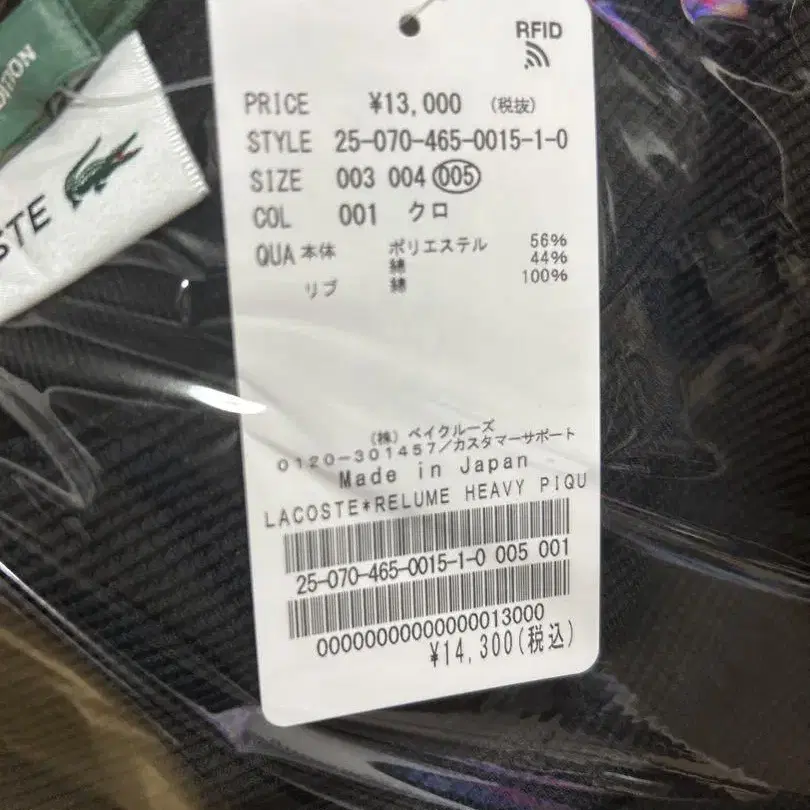 DITION
STE
RFID
PRICE ¥13,000 (税抜)
STYLE 25-070-465-0015-1-0
SIZE 003 004 005
COL 001 クロ
QUA 本体 ポリエステル 56%
綿 44%
リブ 綿 100%
(株) ベイクルーズ
0120-301457/カスタマーサポート
Made in Japan
LACOSTE*RELUME HEAVY PIQU
25-070-465-0015-1-0 005 001
00000000000000013000
¥14,300(税込)